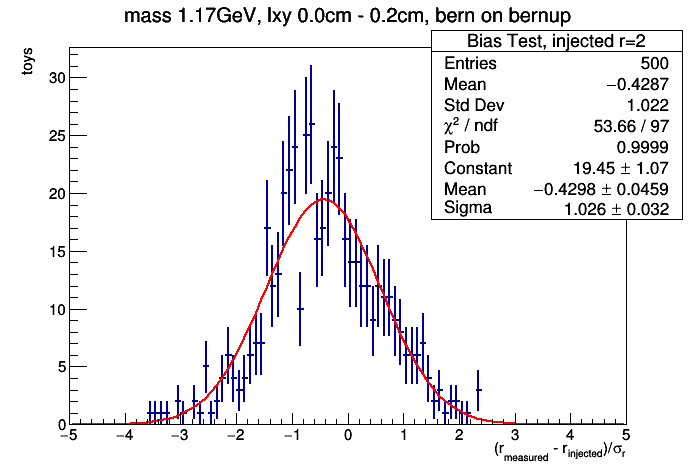 mass 1.17GeV, lxy 0.0cm - 0.2cm, bern on bernup
Bias Test, injected r=2
Entries 500
Mean −0.4287
Std Dev 1.022
χ² / ndf 53.66 / 97
Prob 0.9999
Constant 19.45 ± 1.07
Mean −0.4298 ± 0.0459
Sigma 1.026 ± 0.032
toys
30
25
20
15
10
5
0
−5 −4 −3 −2 −1 0 1 2 3 4 5
(r_measured - r_injected)/σ_r